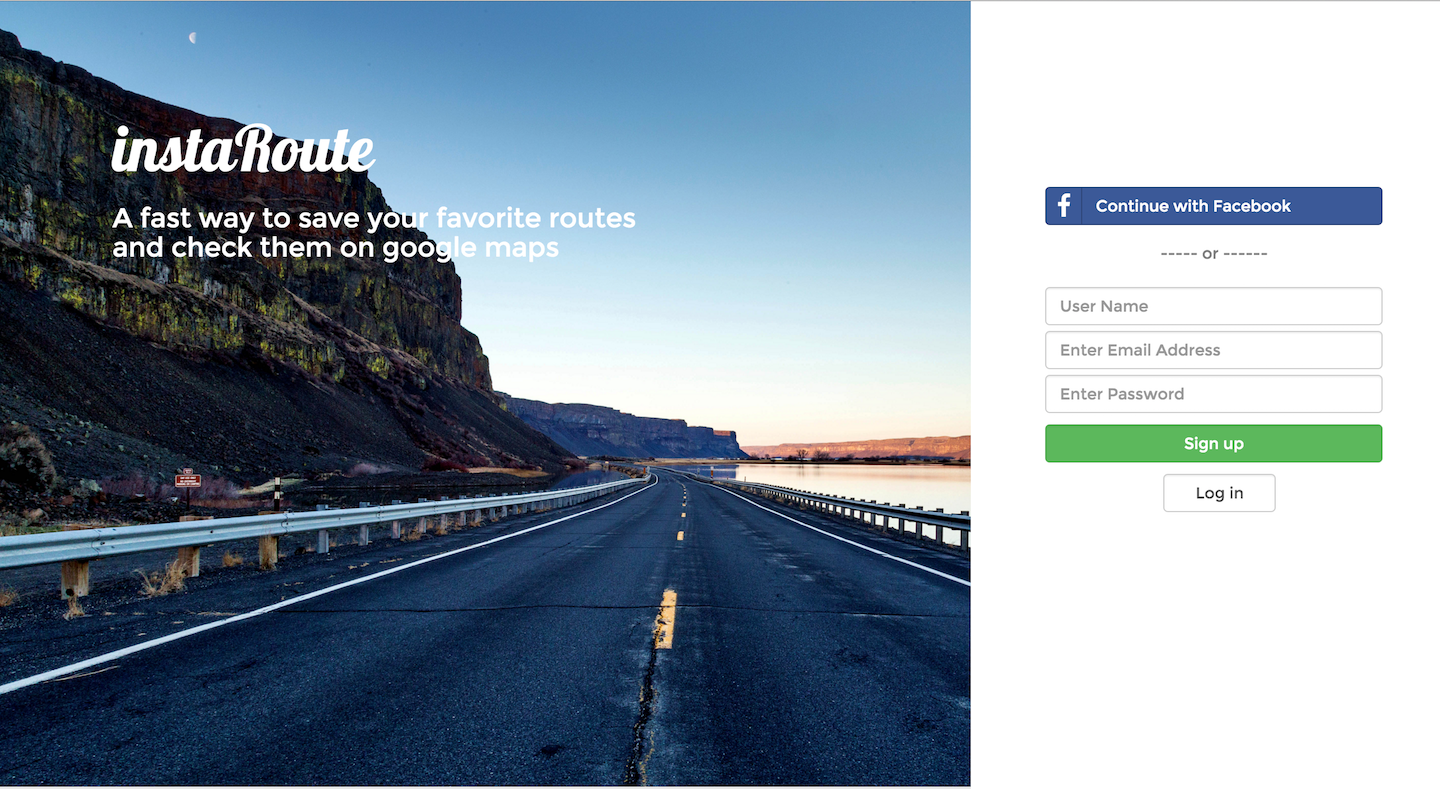 instaRoute
A fast way to save your favorite routes
and check them on google maps
f Continue with Facebook
----- or ------
User Name
Enter Email Address
Enter Password
Sign up
Log in